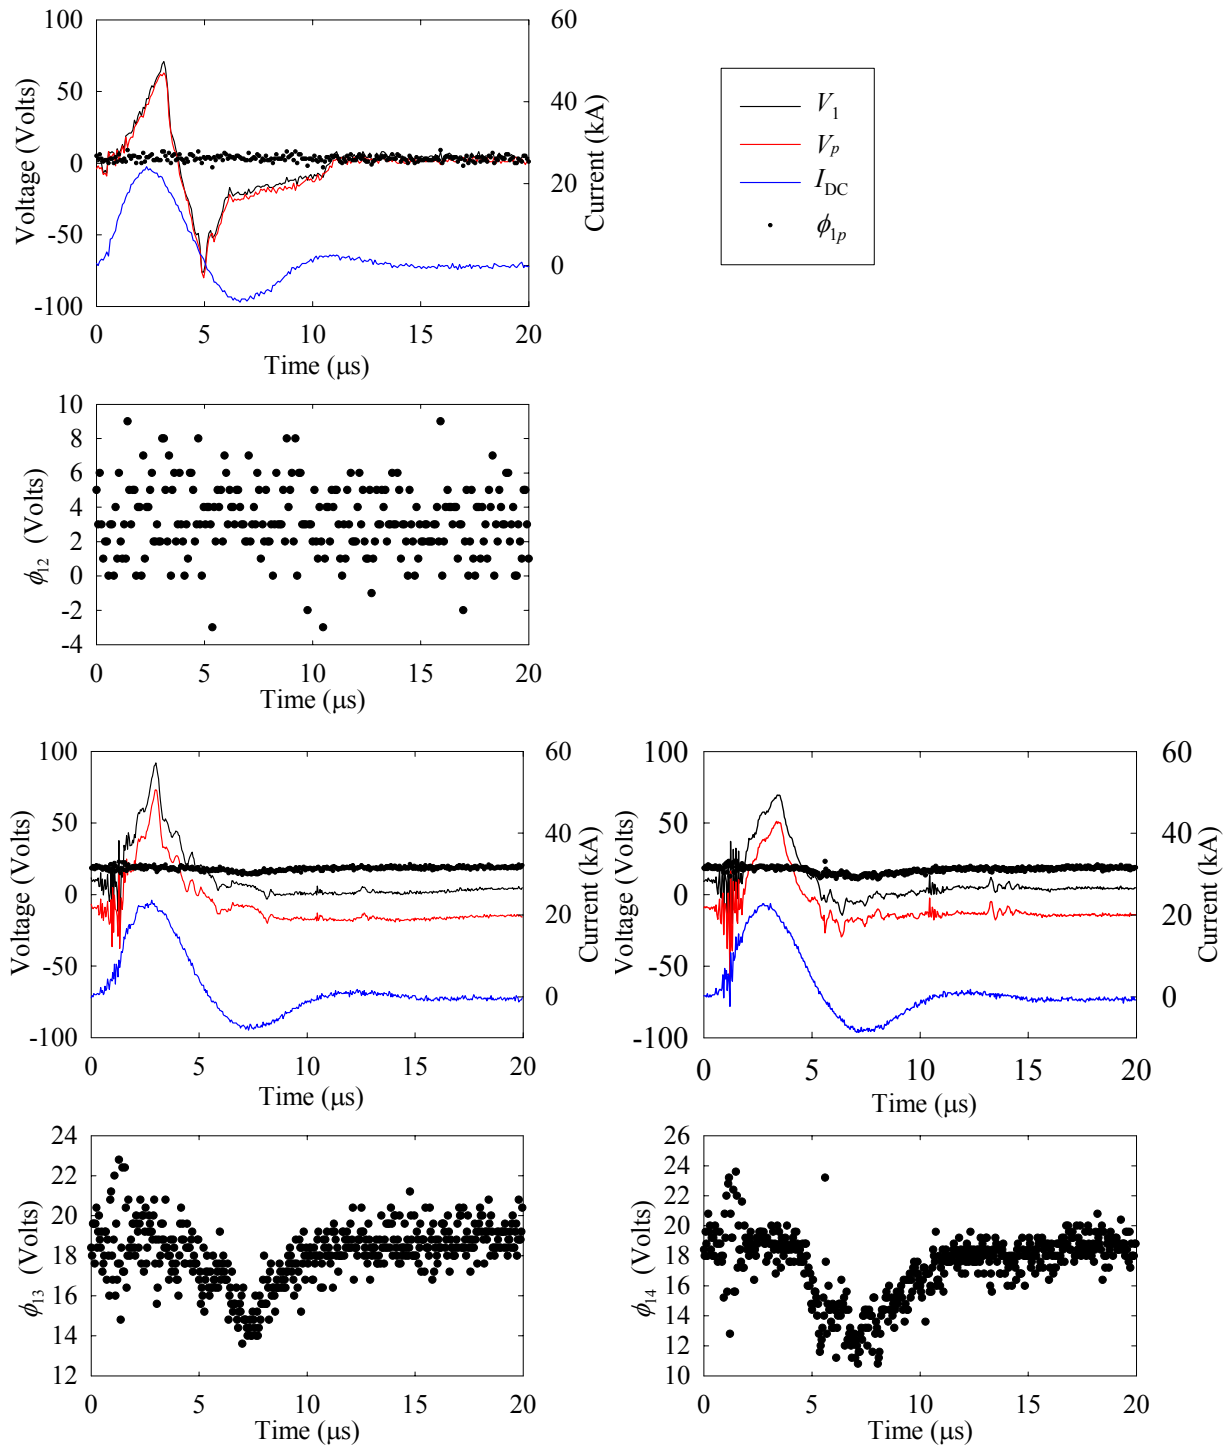 100
50
0
-50
-100
Voltage (Volts)
60
40
20
0
Current (kA)
0 5 10 15 20
Time (μs)
V1
Vp
IDC
ϕ1p
10
8
6
4
2
0
-2
-4
ϕ12 (Volts)
0 5 10 15 20
Time (μs)
100
50
0
-50
-100
Voltage (Volts)
60
40
20
0
Current (kA)
0 5 10 15 20
Time (μs)
100
50
0
-50
-100
Voltage (Volts)
60
40
20
0
Current (kA)
0 5 10 15 20
Time (μs)
24
22
20
18
16
14
12
ϕ13 (Volts)
0 5 10 15 20
Time (μs)
26
24
22
20
18
16
14
12
10
ϕ14 (Volts)
0 5 10 15 20
Time (μs)